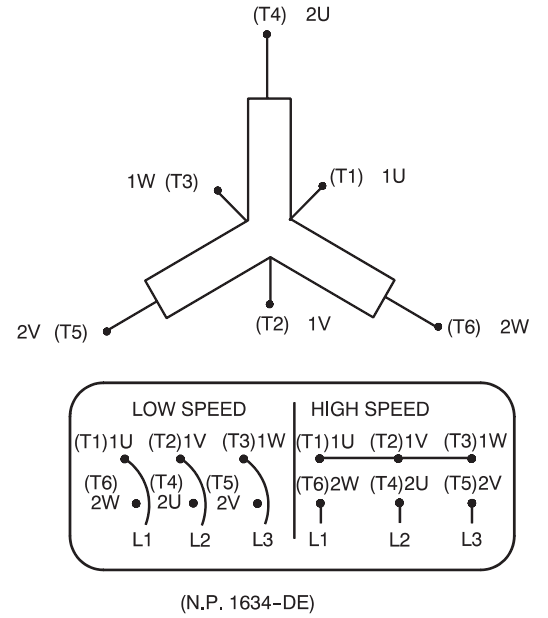 (T4) 2U
1W (T3)
(T1) 1U
2V (T5)
(T2) 1V
(T6) 2W
LOW SPEED
HIGH SPEED
(T1)1U (T2)1V (T3)1W
(T1)1U (T2)1V (T3)1W
(T6) 2W
(T4) 2U
(T5) 2V
(T6)2W (T4)2U (T5)2V
L1 L2 L3
L1 L2 L3
(N.P. 1634-DE)